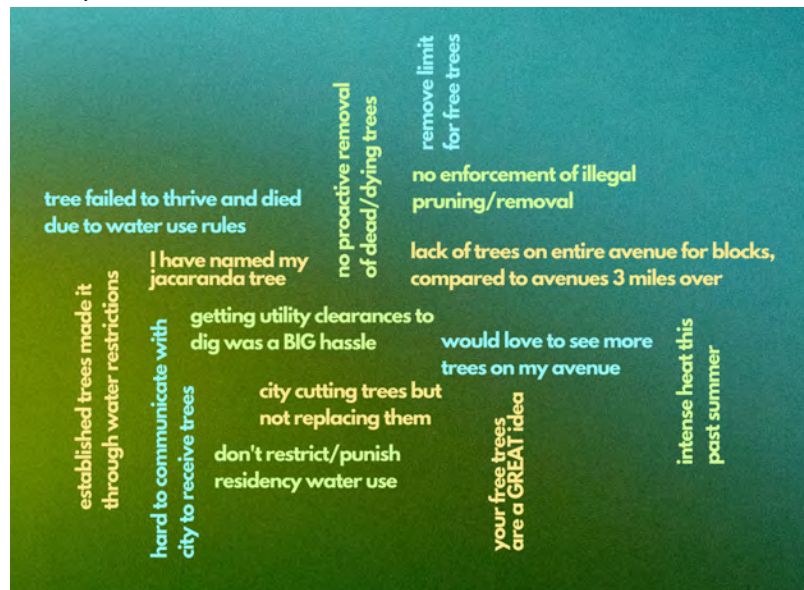 remove limit
for free trees
no proactive removal
of dead/dying trees
no enforcement of illegal
pruning/removal
tree failed to thrive and died
due to water use rules
I have named my
jacaranda tree
lack of trees on entire avenue for blocks,
compared to avenues 3 miles over
established trees made it
through water restrictions
getting utility clearances to
dig was a BIG hassle
hard to communicate with
city to receive trees
would love to see more
trees on my avenue
intense heat this
past summer
city cutting trees but
not replacing them
your free trees
are a GREAT idea
don't restrict/punish
residency water use